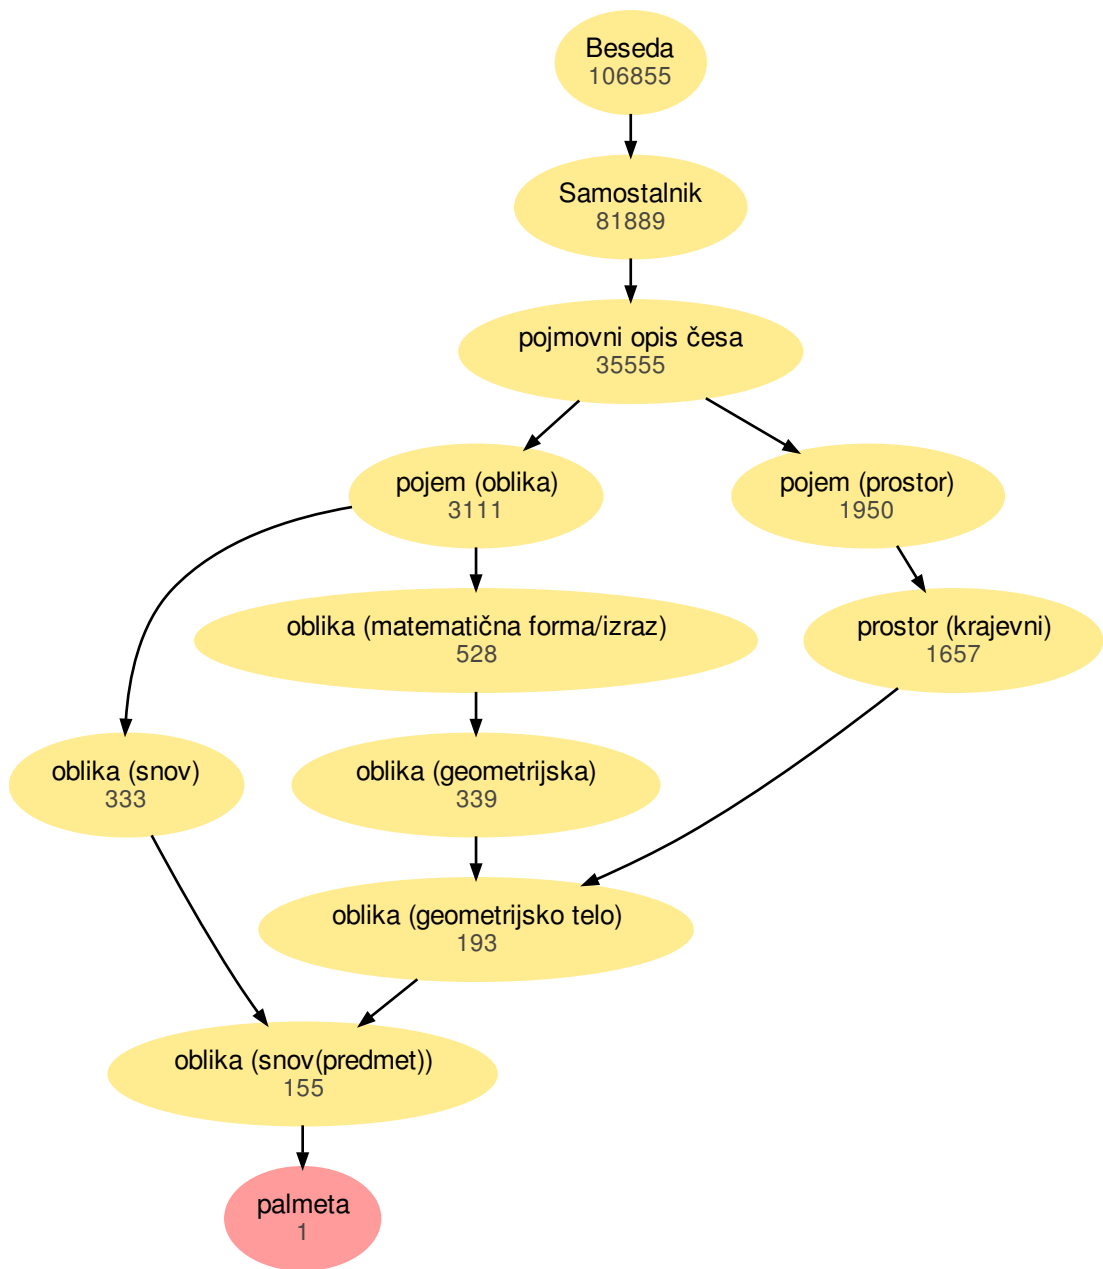 Beseda
106855
Samostalnik
81889
pojmovni opis česa
35555
pojem (oblika)
3111
pojem (prostor)
1950
oblika (matematična forma/izraz)
528
prostor (krajevni)
1657
oblika (snov)
333
oblika (geometrijska)
339
oblika (geometrijsko telo)
193
oblika (snov(predmet))
155
palmeta
1